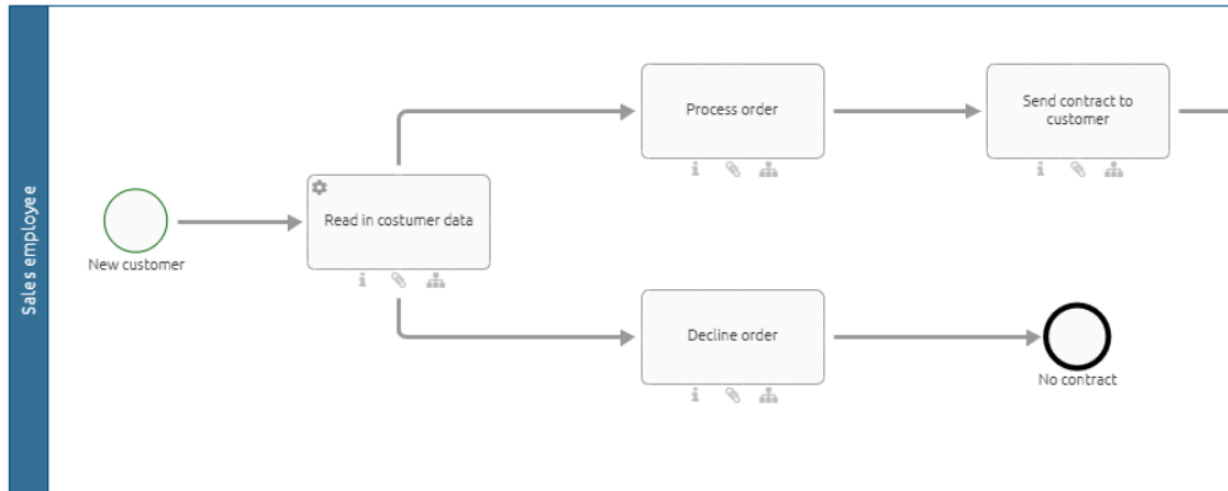 Sales employee
New customer
Read in costumer data
Process order
Send contract to
customer
Decline order
No contract